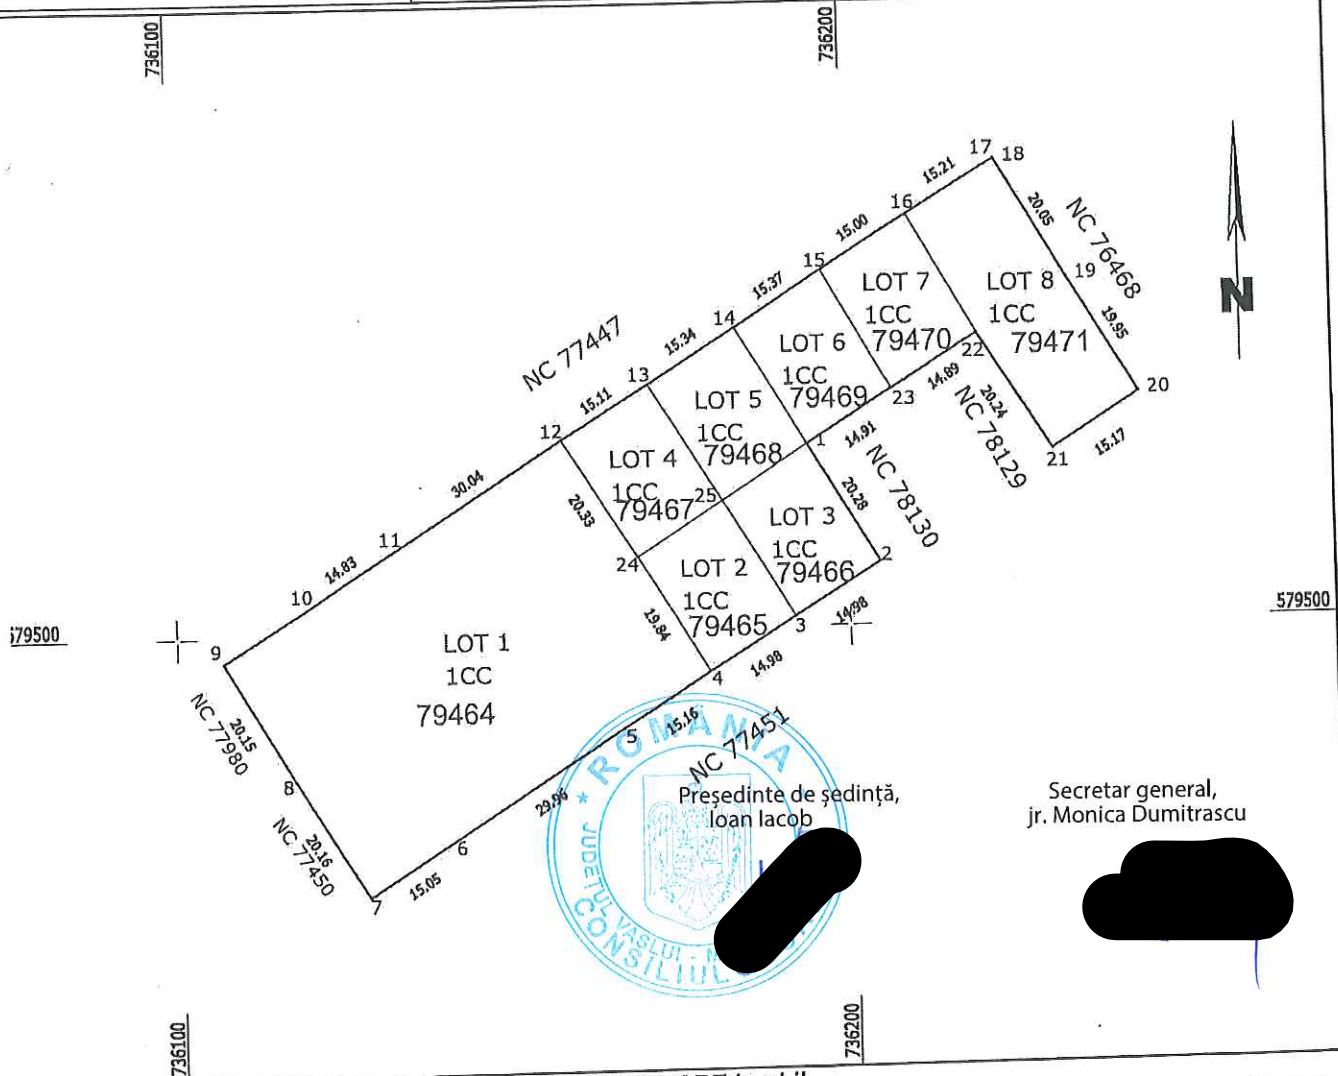 736100
736200
17
18
15.21
16
20.05
NC 76468
15.00
15
19
LOT 7
1CC
79470
LOT 8
1CC
79471
15.37
N
14
19.95
NC 77447
15.34
LOT 6
1CC
79469
22
13
14.89
23
20
15.11
LOT 5
1CC
79468
20.24
NC 78129
12
1
14.91
15.17
21
LOT 4
1CC
79467
25
NC 78130
30.04
20.33
20.28
LOT 3
1CC
79466
11
2
14.83
24
LOT 2
1CC
79465
10
579500
14.98
3
19.84
579500
9
LOT 1
1CC
79464
14.98
4
NC 77980
20.15
15.16
5
NC 77451
8
29.96
NC 77450
20.16
6
15.05
7
ROMÂNIA
JUDEȚUL VASLUI
CONSILIUL
Președinte de ședință,
Ioan Iacob
Secretar general,
jr. Monica Dumitrascu
736100
736200